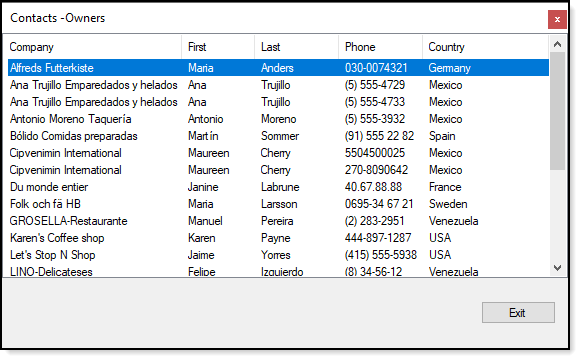 Contacts -Owners
x
Company First Last Phone Country
Alfreds Futterkiste Maria Anders 030-0074321 Germany
Ana Trujillo Emparedados y helados Ana Trujillo (5) 555-4729 Mexico
Ana Trujillo Emparedados y helados Ana Trujillo (5) 555-4733 Mexico
Antonio Moreno Taquería Antonio Moreno (5) 555-3932 Mexico
Bólido Comidas preparadas Martín Sommer (91) 555 22 82 Spain
Cipvenimin International Maureen Cherry 5504500025 Mexico
Cipvenimin International Maureen Cherry 270-8090642 Mexico
Du monde entier Janine Labrune 40.67.88.88 France
Folk och fä HB Maria Larsson 0695-34 67 21 Sweden
GROSELLA-Restaurante Manuel Pereira (2) 283-2951 Venezuela
Karen's Coffee shop Karen Payne 444-897-1287 USA
Let's Stop N Shop Jaime Yorres (415) 555-5938 USA
LINO-Delicateses Felipe Izquierdo (8) 34-56-12 Venezuela
Exit